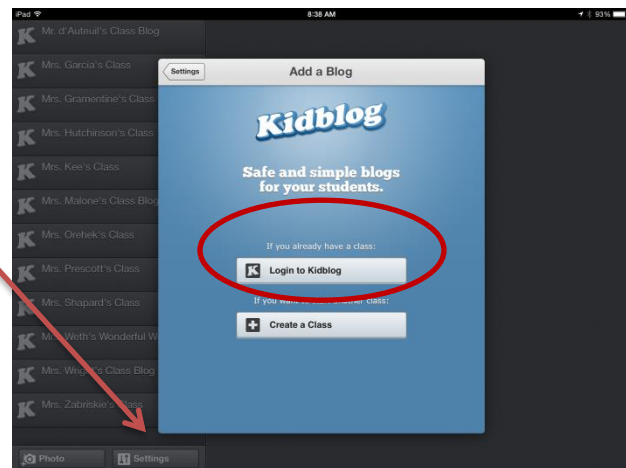 iPad 8:38 AM 93%
Mr. d'Auteuil's Class Blog
Mrs. Garcia's Class
Mrs. Gramentine's Class
Mrs. Hutchinson's Class
Mrs. Kee's Class
Mrs. Malone's Class Blog
Mrs. Orehek's Class
Mrs. Prescott's Class
Mrs. Shapard's Class
Weth's Wonderful W
Mrs. Class Blog
Mrs. Zabriskie's Class
Photo
Settings
Settings
Add a Blog
Kidblog
Safe and simple blogs
for your students.
If you already have a class:
K Login to Kidblog
If you want to another class:
Create a Class